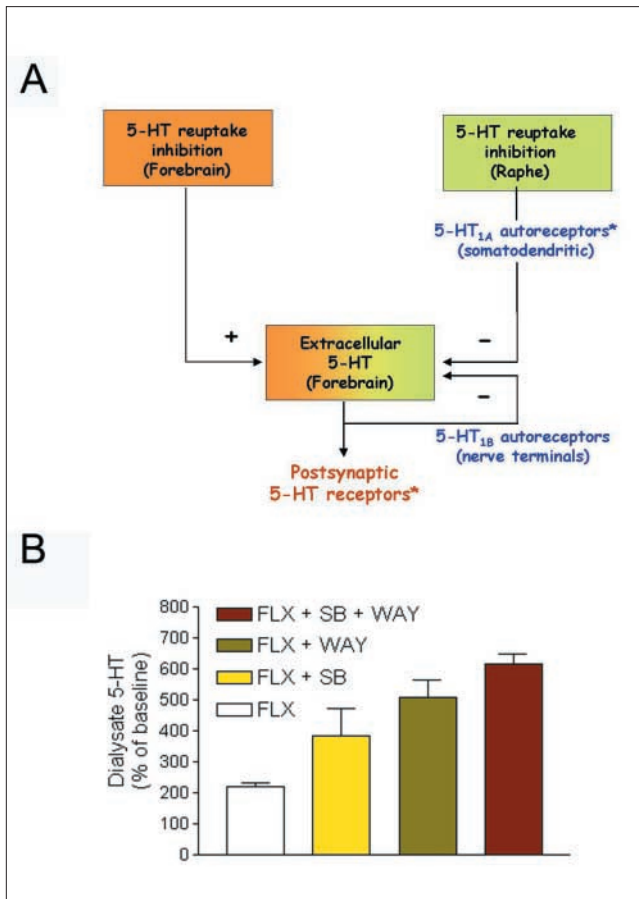 A
5-HT reuptake
inhibition
(Forebrain)
5-HT reuptake
inhibition
(Raphe)
5-HT1A autoreceptors*
(somatodendritic)
+
Extracellular
5-HT
(Forebrain)
–
–
5-HT1B autoreceptors
(nerve terminals)
Postsynaptic
5-HT receptors*
B
Dialysate 5-HT
(% of baseline)
800
700
600
500
400
300
200
100
0
FLX + SB + WAY
FLX + WAY
FLX + SB
FLX